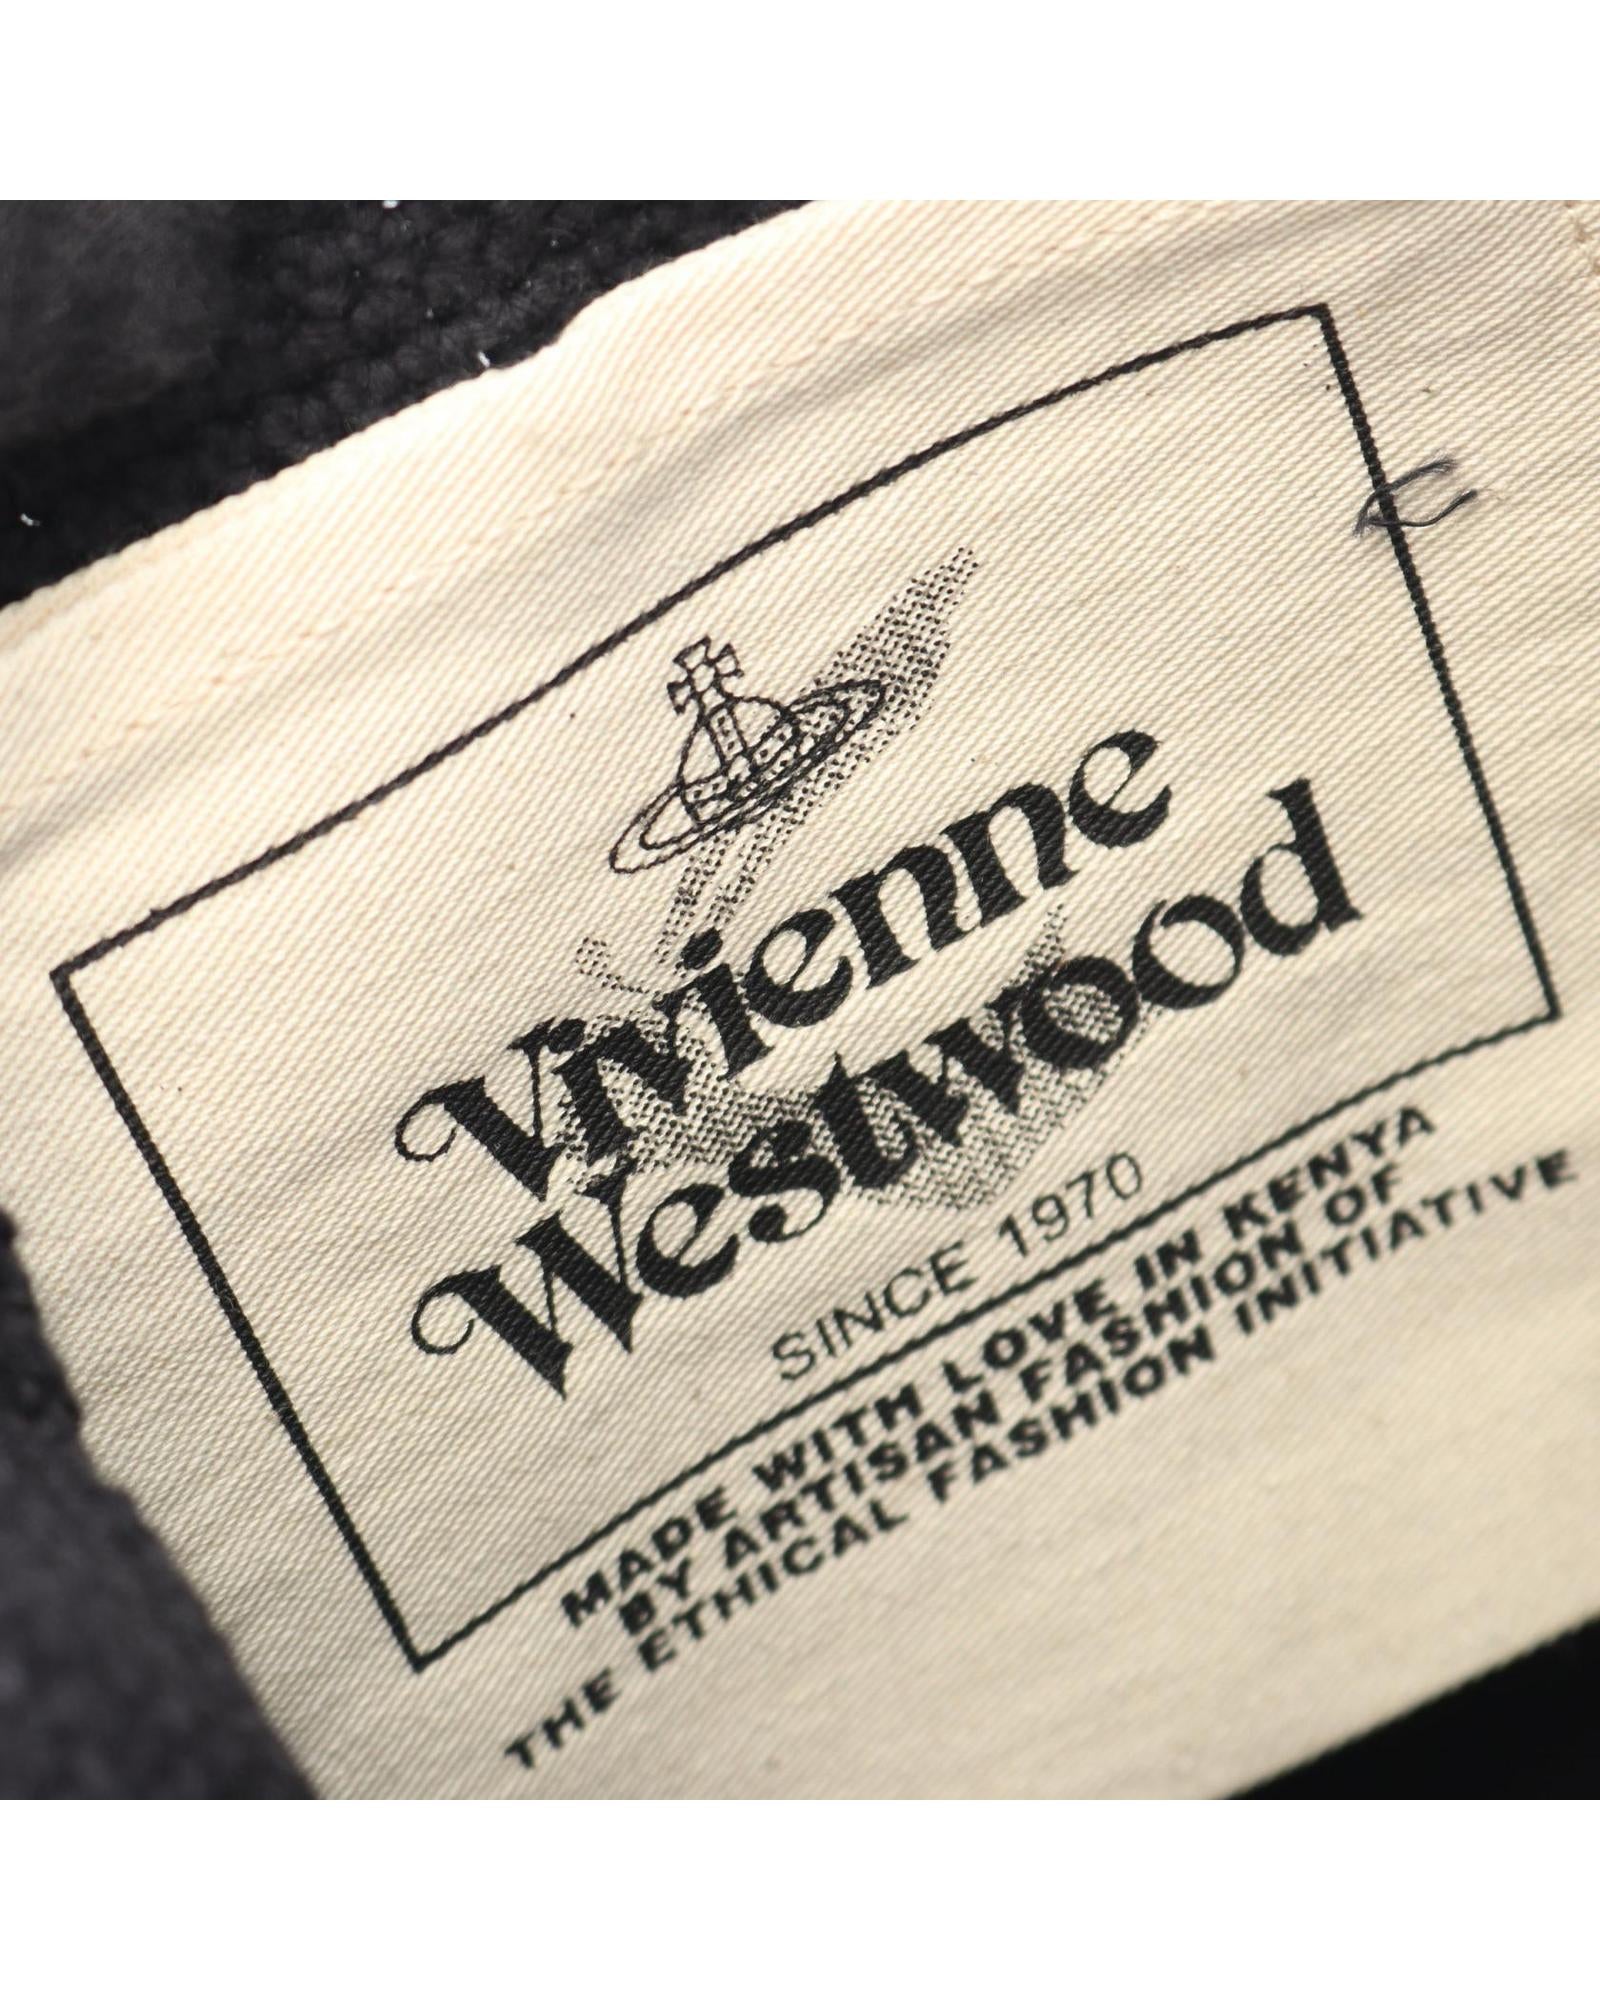 Vivienne
Westwood
SINCE 1970
MADE WITH LOVE IN KENYA
BY ARTISAN FASHION OF
THE ETHICAL FASHION INITIATIVE